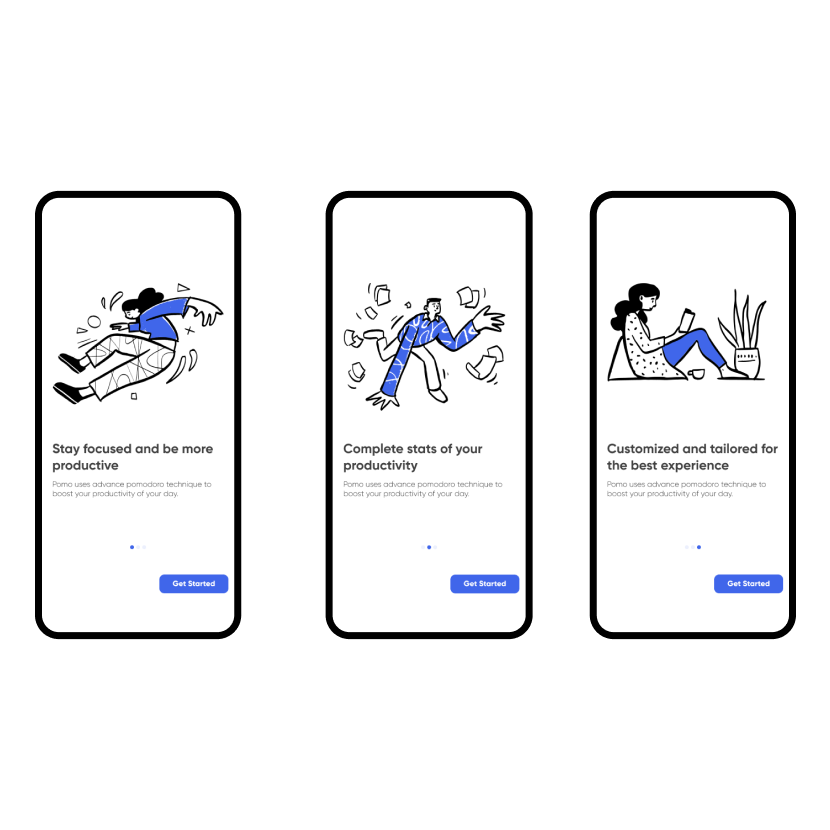 Stay focused and be more
productive
Pomo uses advance pomodoro technique to
boost your productivity of your day.
Get Started
Complete stats of your
productivity
Pomo uses advance pomodoro technique to
boost your productivity of your day.
Get Started
Customized and tailored for
the best experience
Pomo uses advance pomodoro technique to
boost your productivity of your day.
Get Started